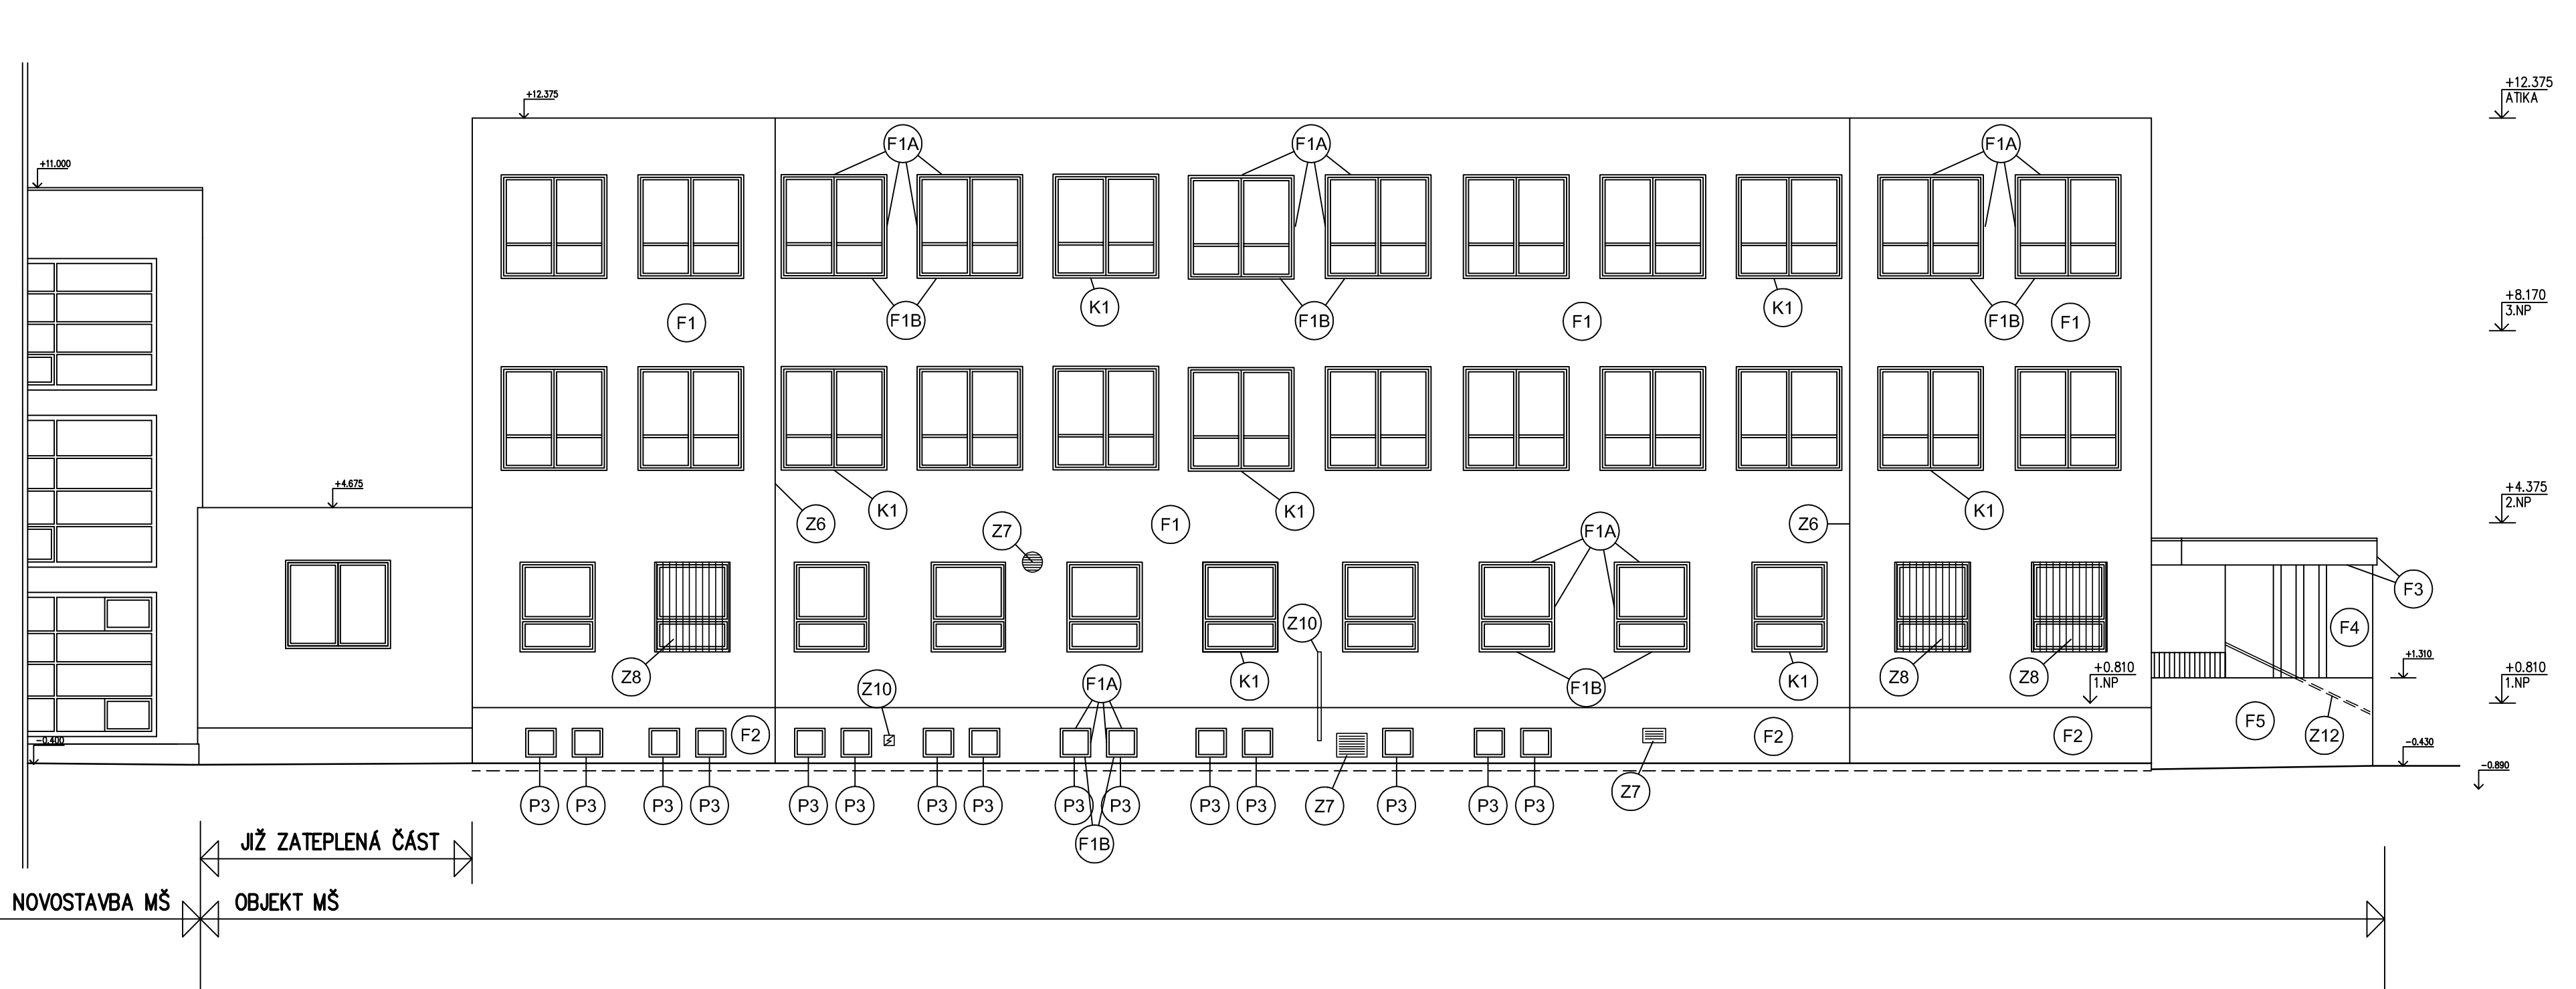 +12.375
ATIKA
+12.375
+11.000
F1A
F1A
F1A
+8.170
3.NP
K1
K1
F1
F1B
F1B
F1
F1B
F1
+4.675
+4.375
2.NP
K1
K1
K1
Z6
Z7
F1
F1A
Z6
F3
Z10
F4
+1.310
Z8
Z10
F1A
K1
F1B
K1
Z8
Z8
+0.810
1.NP
+0.810
1.NP
F5
Z12
-0.400
F2
F2
F2
-0.430
-0.890
P3
P3
P3
P3
P3
P3
P3
P3
P3
P3
P3
P3
Z7
P3
P3
P3
Z7
F1B
JIŽ ZATEPLENÁ ČÁST
NOVOSTAVBA MŠ
OBJEKT MŠ